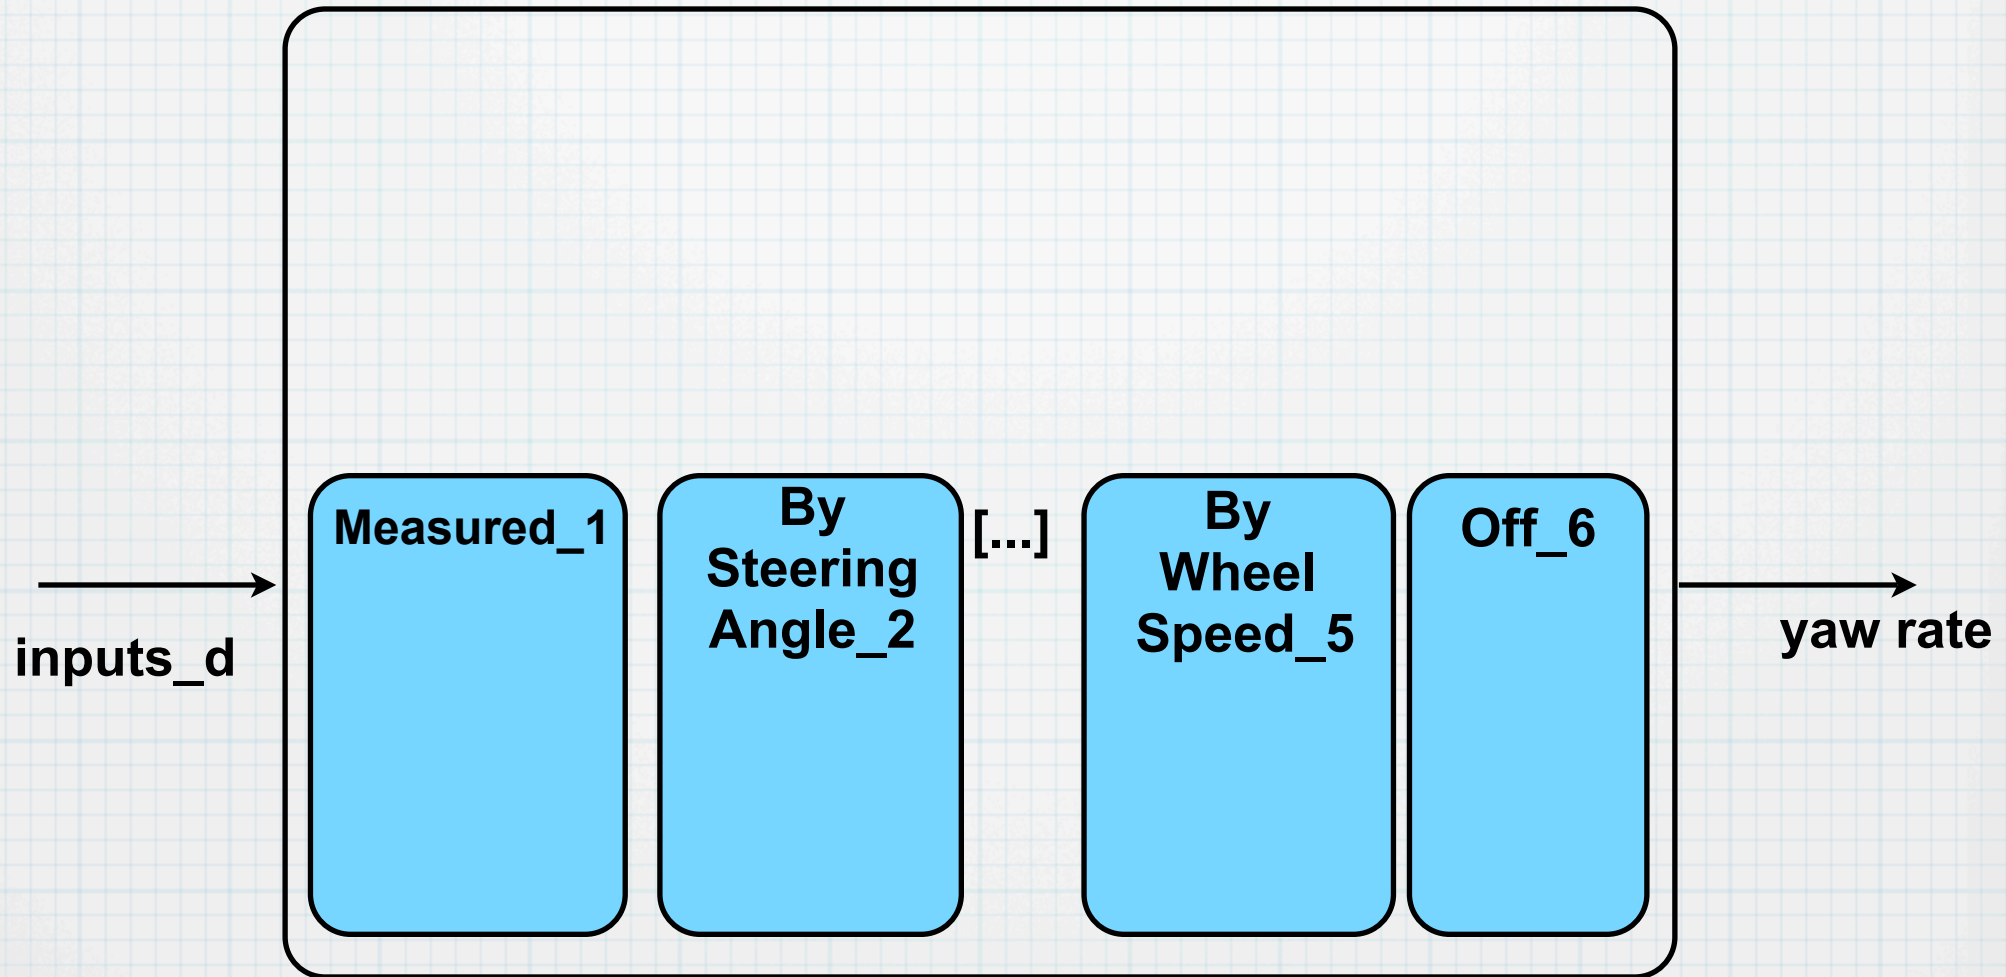 inputs_d
Measured_1
By
Steering
Angle_2
[...]
By
Wheel
Speed_5
Off_6
yaw rate